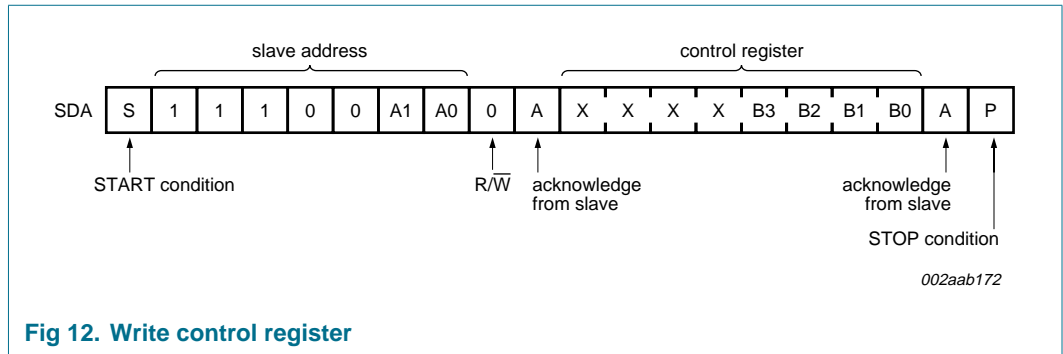 slave address control register
SDA S 1 1 1 0 0 A1 A0 0 A X X X X B3 B2 B1 B0 A P
START condition R/W̅ acknowledge from slave acknowledge from slave
STOP condition
002aab172
Fig 12. Write control register